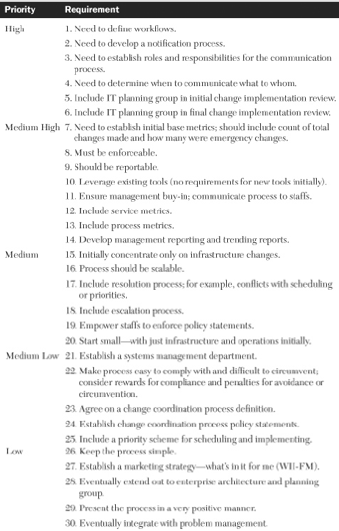 Priority Requirement
High 1. Need to define workflows.
2. Need to develop a notification process.
3. Need to establish roles and responsibilities for the communication
process.
4. Need to determine when to communicate what to whom.
5. Include IT planning group in initial change implementation review.
6. Include IT planning group in final change implementation review.
Medium High 7. Need to establish initial base metrics; should include count of total
changes made and how many were emergency changes.
8. Must be enforceable.
9. Should be reportable.
10. Leverage existing tools (no requirements for new tools initially).
11. Ensure management buy-in; communicate process to staffs.
12. Include service metrics.
13. Include process metrics.
14. Develop management reporting and trending reports.
Medium 15. Initially concentrate only on infrastructure changes.
16. Process should be scalable.
17. Include resolution process; for example, conflicts with scheduling
or priorities.
18. Include escalation process.
19. Empower staffs to enforce policy statements.
20. Start small—with just infrastructure and operations initially.
Medium Low 21. Establish a systems management department.
22. Make process easy to comply with and difficult to circumvent;
consider rewards for compliance and penalties for avoidance or
circumvention.
23. Agree on a change coordination process definition.
24. Establish change coordination process policy statements.
25. Include a priority scheme for scheduling and implementing.
Low 26. Keep the process simple.
27. Establish a marketing strategy—what's in it for me (WII-FM).
28. Eventually extend out to enterprise architecture and planning
group.
29. Present the process in a very positive manner.
30. Eventually integrate with problem management.